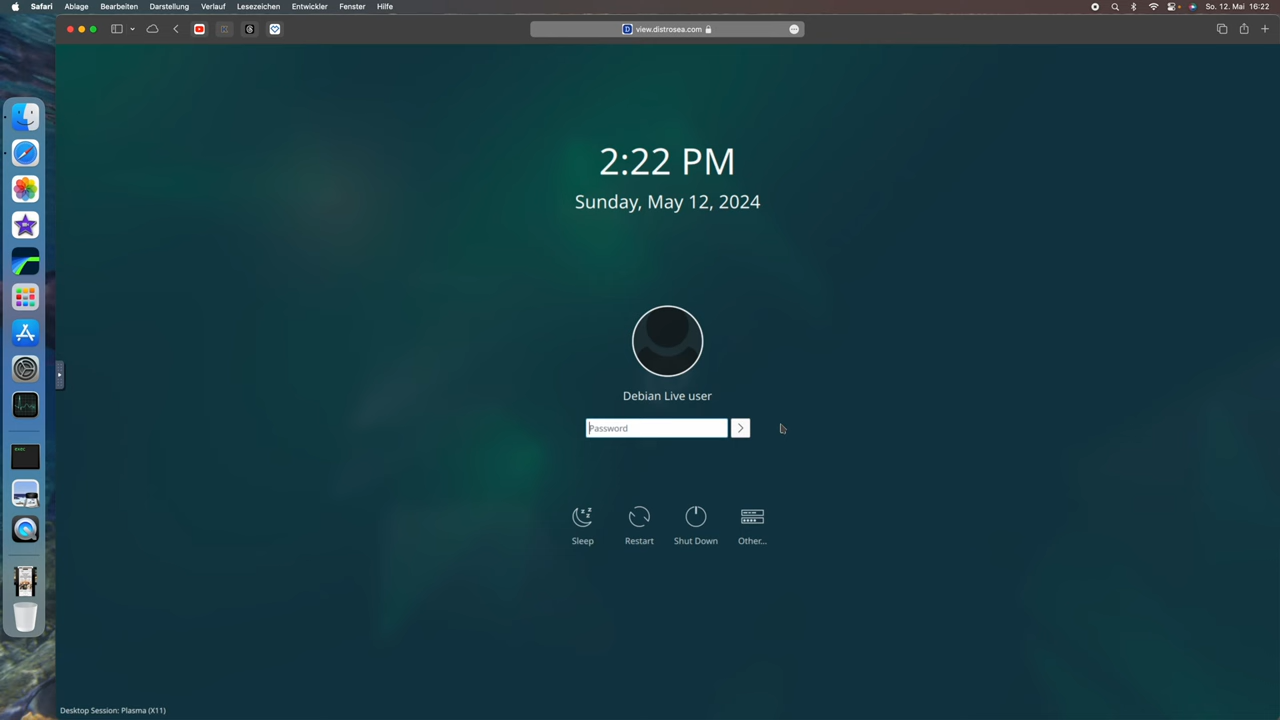 Safari Ablage Bearbeiten Darstellung Verlauf Lesezeichen Entwickler Fenster Hilfe So. 12. Mai 16:22
view.distrosea.com
2:22 PM
Sunday, May 12, 2024
Debian Live user
Password
Sleep Restart Shut Down Other...
Desktop Session: Plasma (X11)